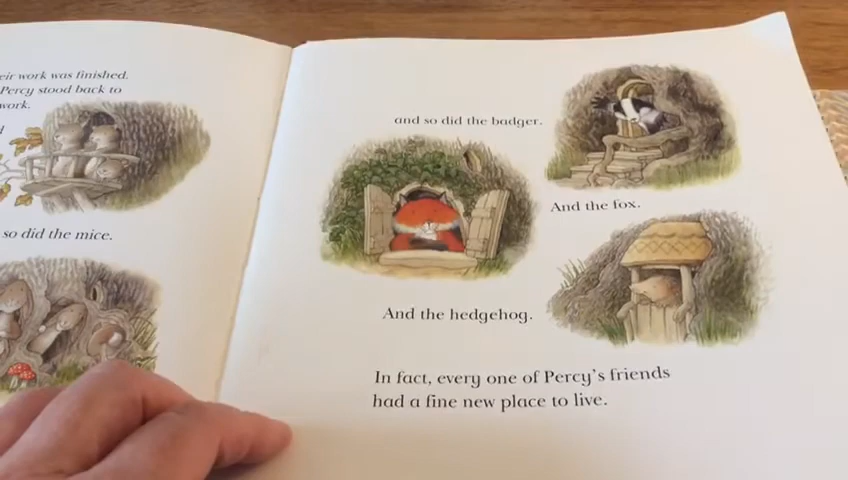 their work was finished.
Percy stood back to
work.
so did the mice.
and so did the badger.
And the fox.
And the hedgehog.
In fact, every one of Percy's friends
had a fine new place to live.